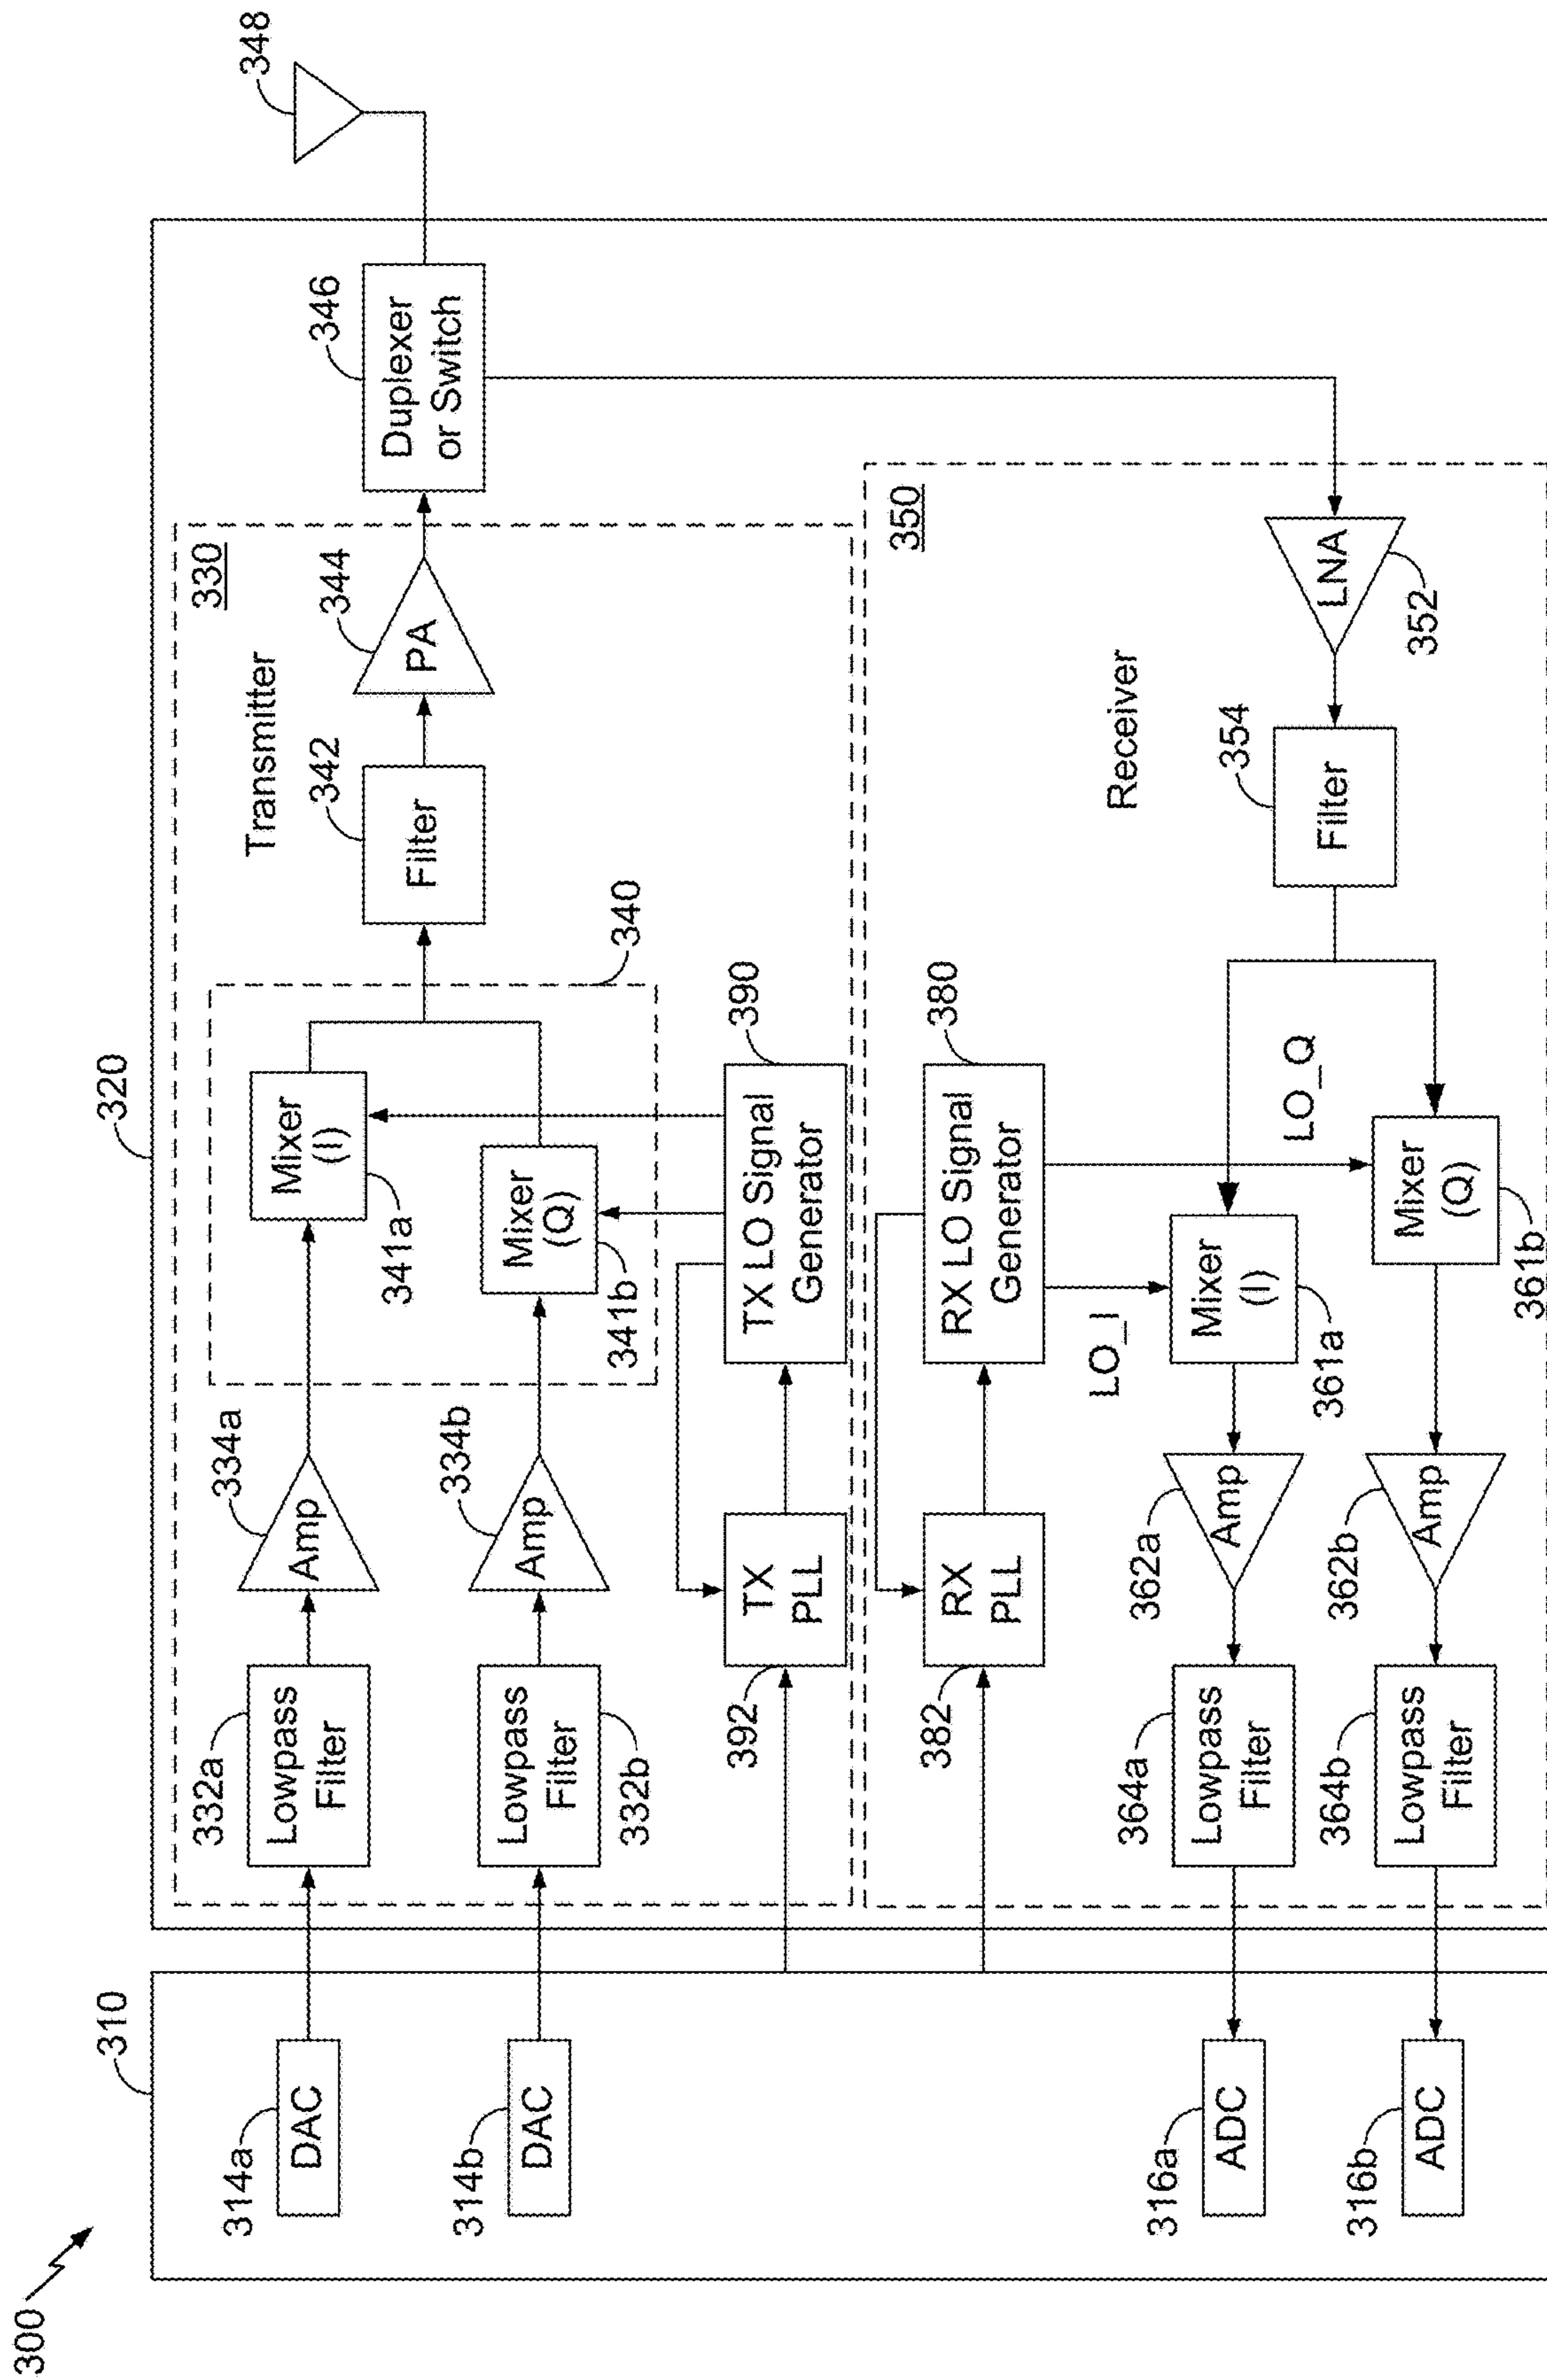 300
310
320
314a
DAC
332a
Lowpass
Filter
334a
Amp
Mixer
(I)
341a
314b
DAC
332b
Lowpass
Filter
334b
Amp
Mixer
(Q)
341b
340
Transmitter
330
342
Filter
344
PA
346
Duplexer
or Switch
348
392
TX
PLL
390
TX LO Signal
Generator
382
RX
PLL
380
RX LO Signal
Generator
350
Receiver
LO_I
LO_Q
316a
ADC
364a
Lowpass
Filter
362a
Amp
Mixer
(I)
361a
354
Filter
LNA
352
316b
ADC
364b
Lowpass
Filter
362b
Amp
Mixer
(Q)
361b